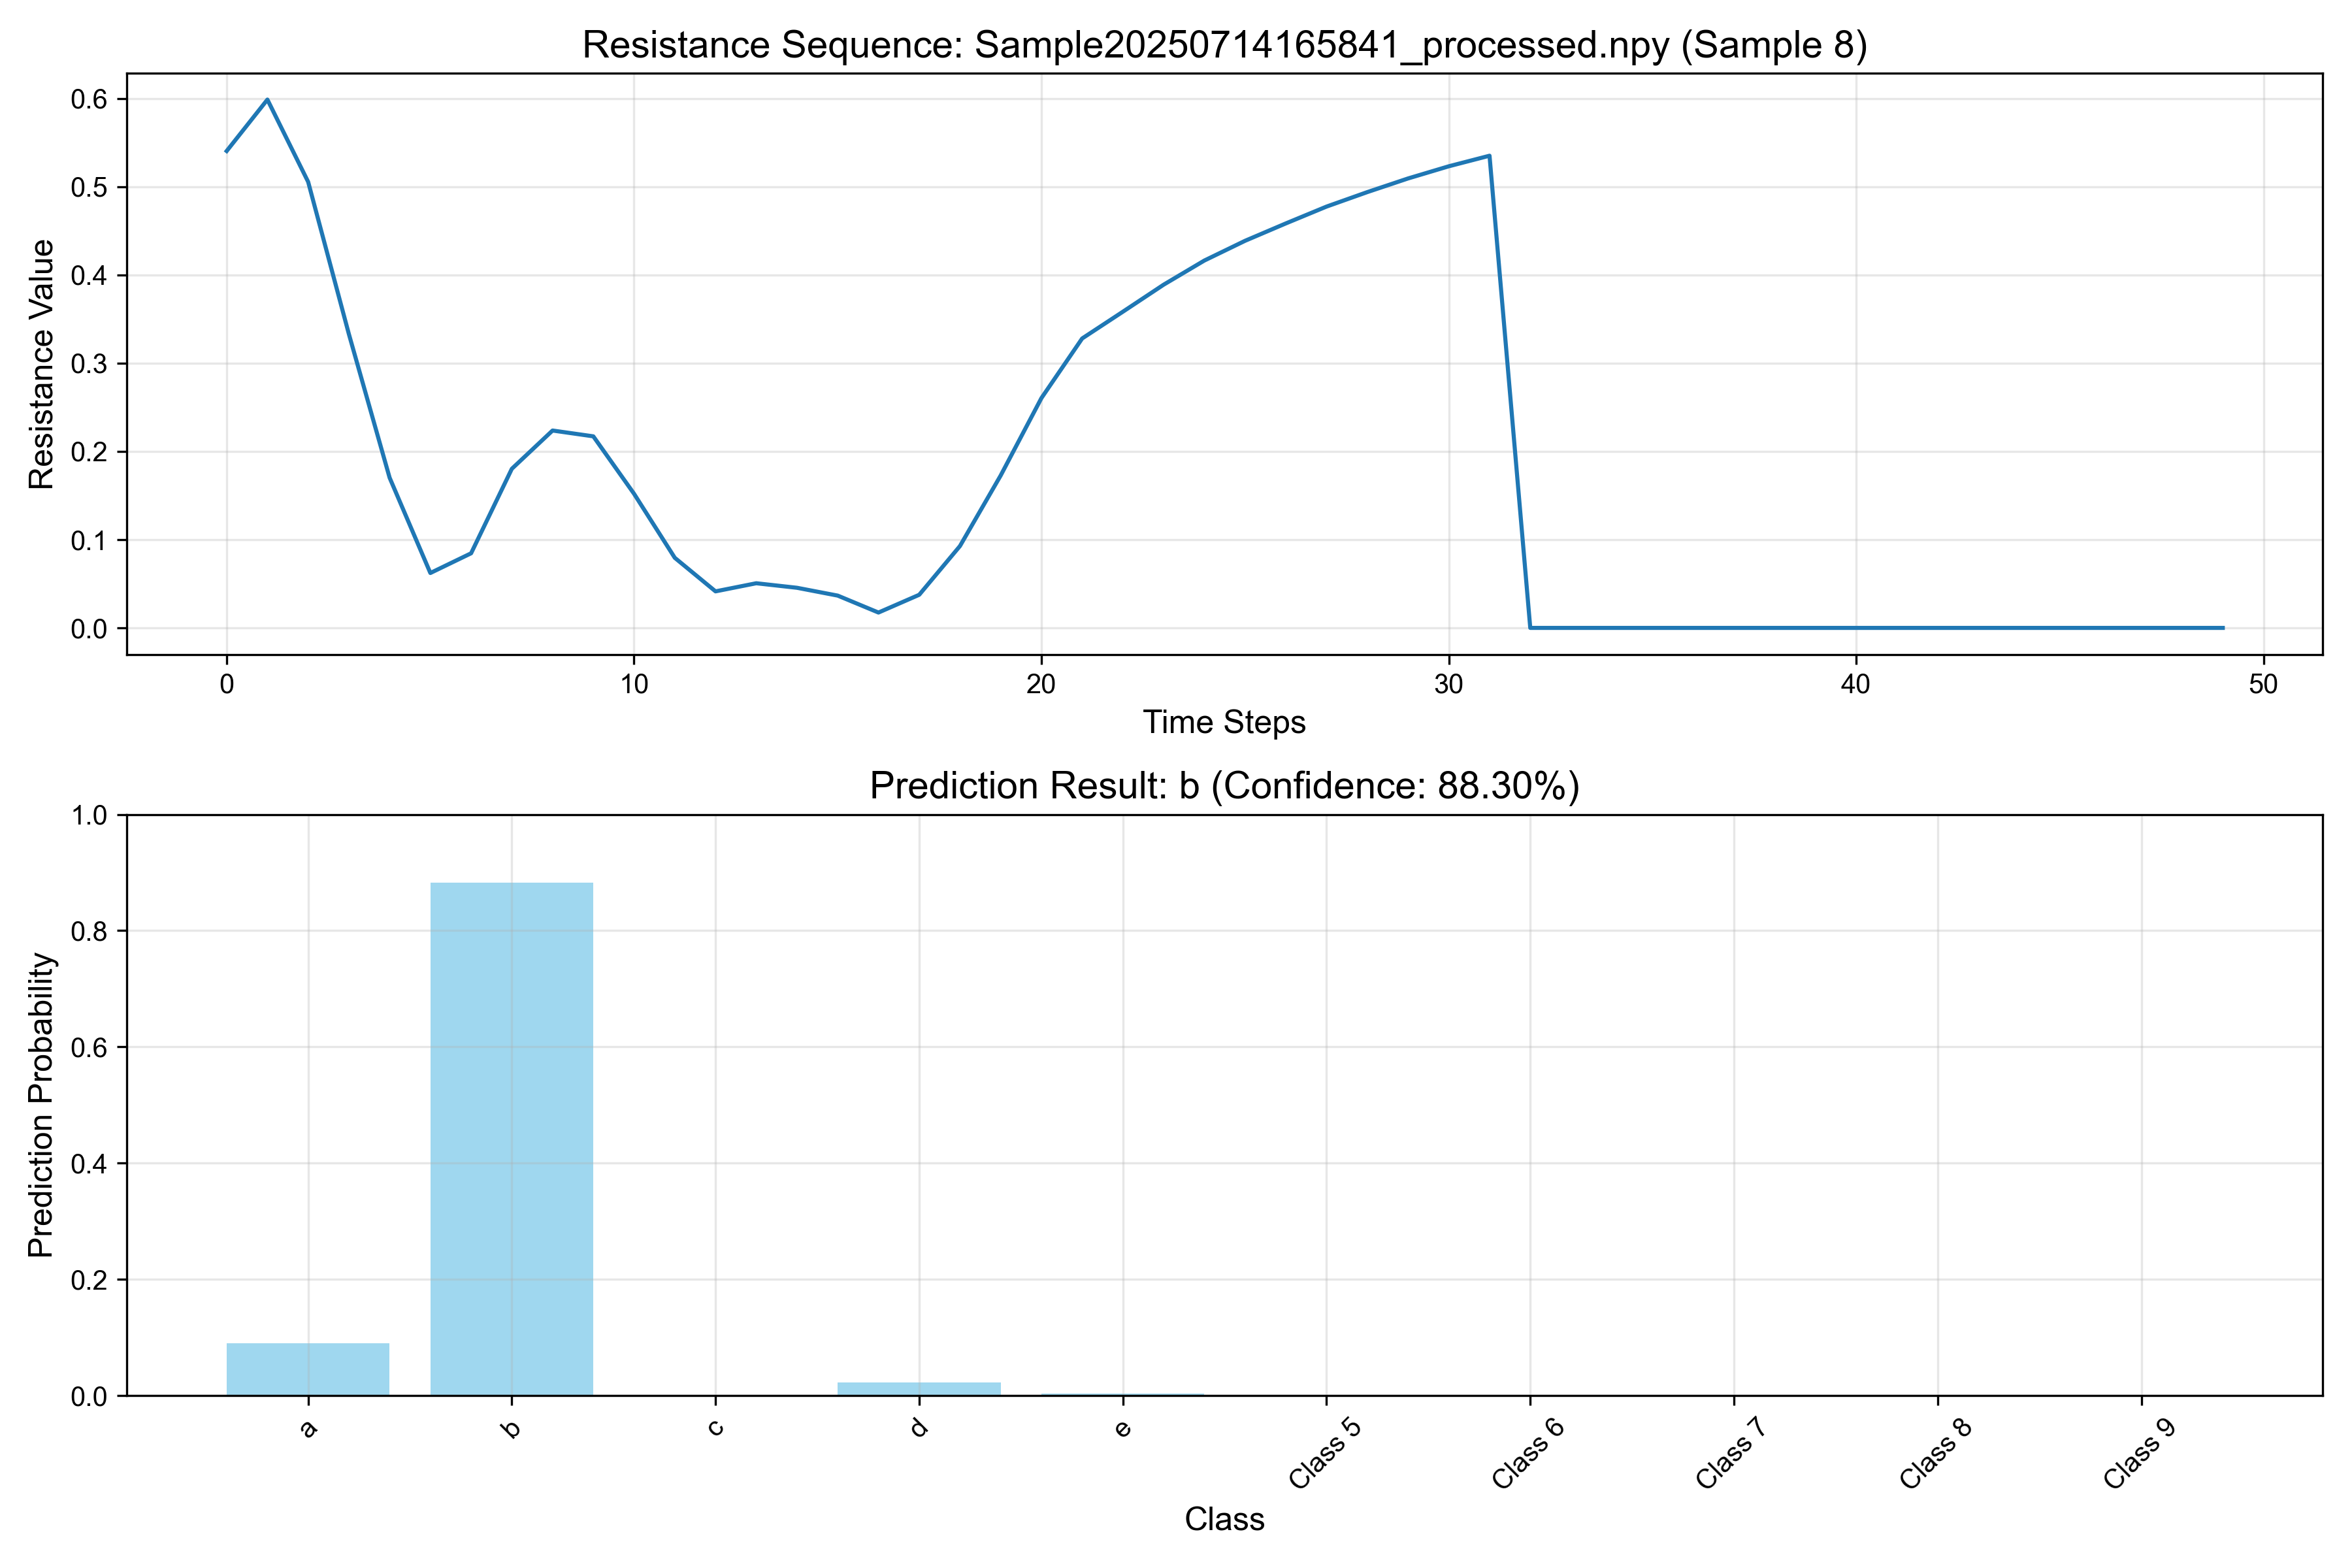 Resistance Sequence: Sample20250714165841_processed.npy (Sample 8)
Resistance Value
0.6
0.5
0.4
0.3
0.2
0.1
0.0
0 10 20 30 40 50
Time Steps
Prediction Result: b (Confidence: 88.30%)
Prediction Probability
1.0
0.8
0.6
0.4
0.2
0.0
a b c d e Class 5 Class 6 Class 7 Class 8 Class 9
Class